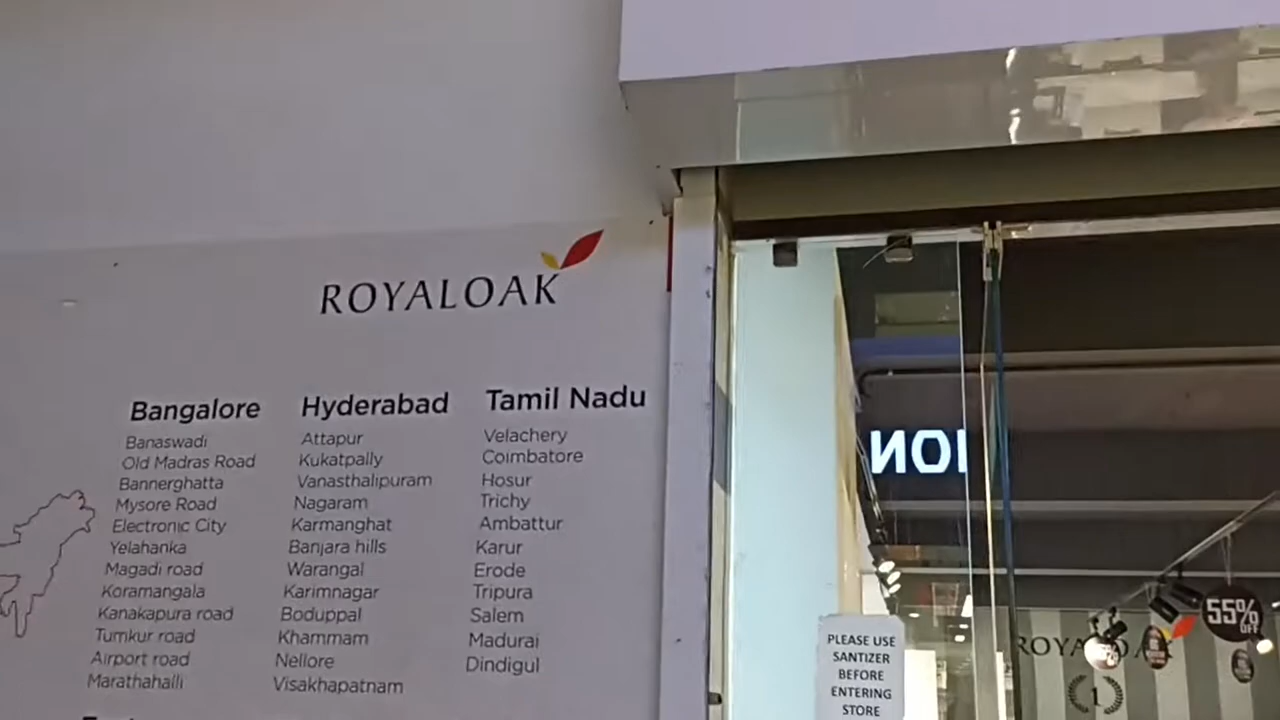 ROYALOAK
Bangalore
Banaswadi
Old Madras Road
Bannerghatta
Mysore Road
Electronic City
Yelahanka
Magadi road
Koramangala
Kanakapura road
Tumkur road
Airport road
Marathahalli
Hyderabad
Attapur
Kukatpally
Vanasthalipuram
Nagaram
Karmanghat
Banjara hills
Warangal
Karimnagar
Boduppal
Khammam
Nellore
Visakhapatnam
Tamil Nadu
Velachery
Coimbatore
Hosur
Trichy
Ambattur
Karur
Erode
Tripura
Salem
Madurai
Dindigul
PLEASE USE
SANTIZER
BEFORE
ENTERING
STORE
ROYALOAK
1
55%
OFF